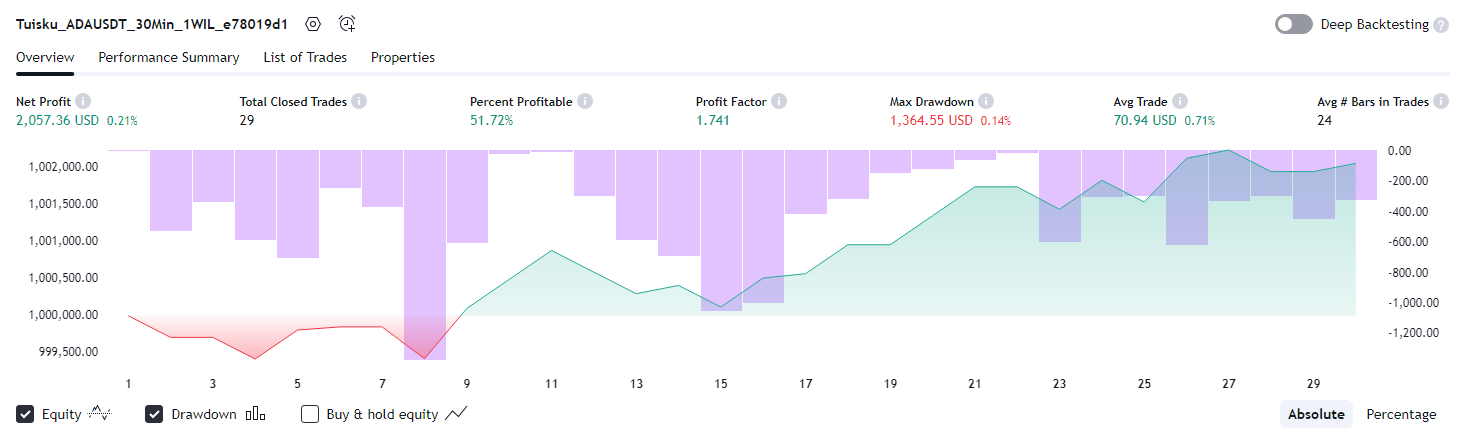 Tuisku_ADAUSDT_30Min_1WIL_e78019d1
Deep Backtesting ?
Overview Performance Summary List of Trades Properties
Net Profit i Total Closed Trades i Percent Profitable i Profit Factor i Max Drawdown i Avg Trade i Avg # Bars in Trades i
2,057.36 USD 0.21% 29 51.72% 1.741 1,364.55 USD 0.14% 70.94 USD 0.71% 24
1,002,000.00
1,001,500.00
1,001,000.00
1,000,500.00
1,000,000.00
999,500.00
0.00
-200.00
-400.00
-600.00
-800.00
-1,000.00
-1,200.00
1 3 5 7 9 11 13 15 17 19 21 23 25 27 29
Equity Drawdown Buy & hold equity Absolute Percentage